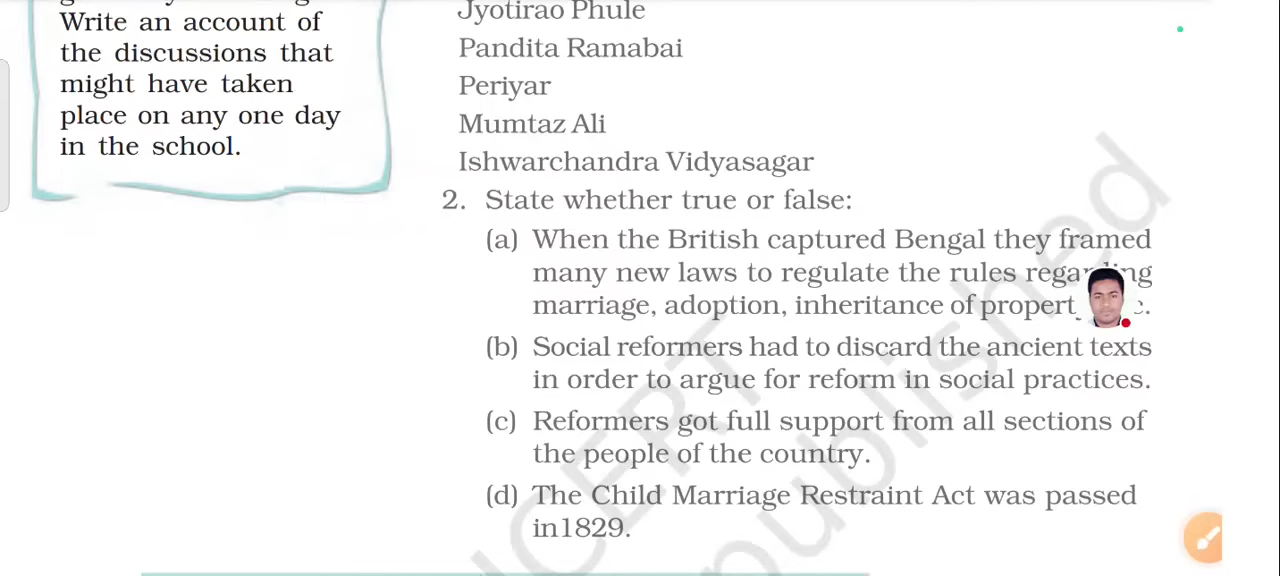 Write an account of
the discussions that
might have taken
place on any one day
in the school.
Jyotirao Phule
Pandita Ramabai
Periyar
Mumtaz Ali
Ishwarchandra Vidyasagar
2. State whether true or false:
(a) When the British captured Bengal they framed
many new laws to regulate the rules regarding
marriage, adoption, inheritance of property
(b) Social reformers had to discard the ancient texts
in order to argue for reform in social practices.
(c) Reformers got full support from all sections of
the people of the country.
(d) The Child Marriage Restraint Act was passed
in1829.
NCERT
published